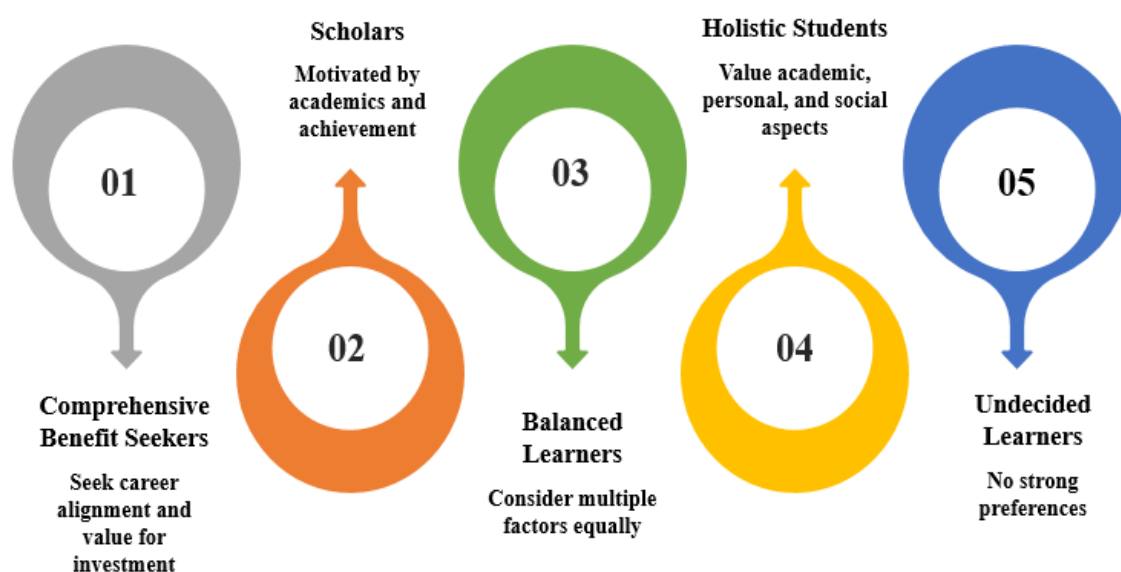 01
Comprehensive
Benefit Seekers
Seek career
alignment and
value for
investment
Scholars
Motivated by
academics and
achievement
02
03
Balanced
Learners
Consider multiple
factors equally
Holistic Students
Value academic,
personal, and social
aspects
04
05
Undecided
Learners
No strong
preferences